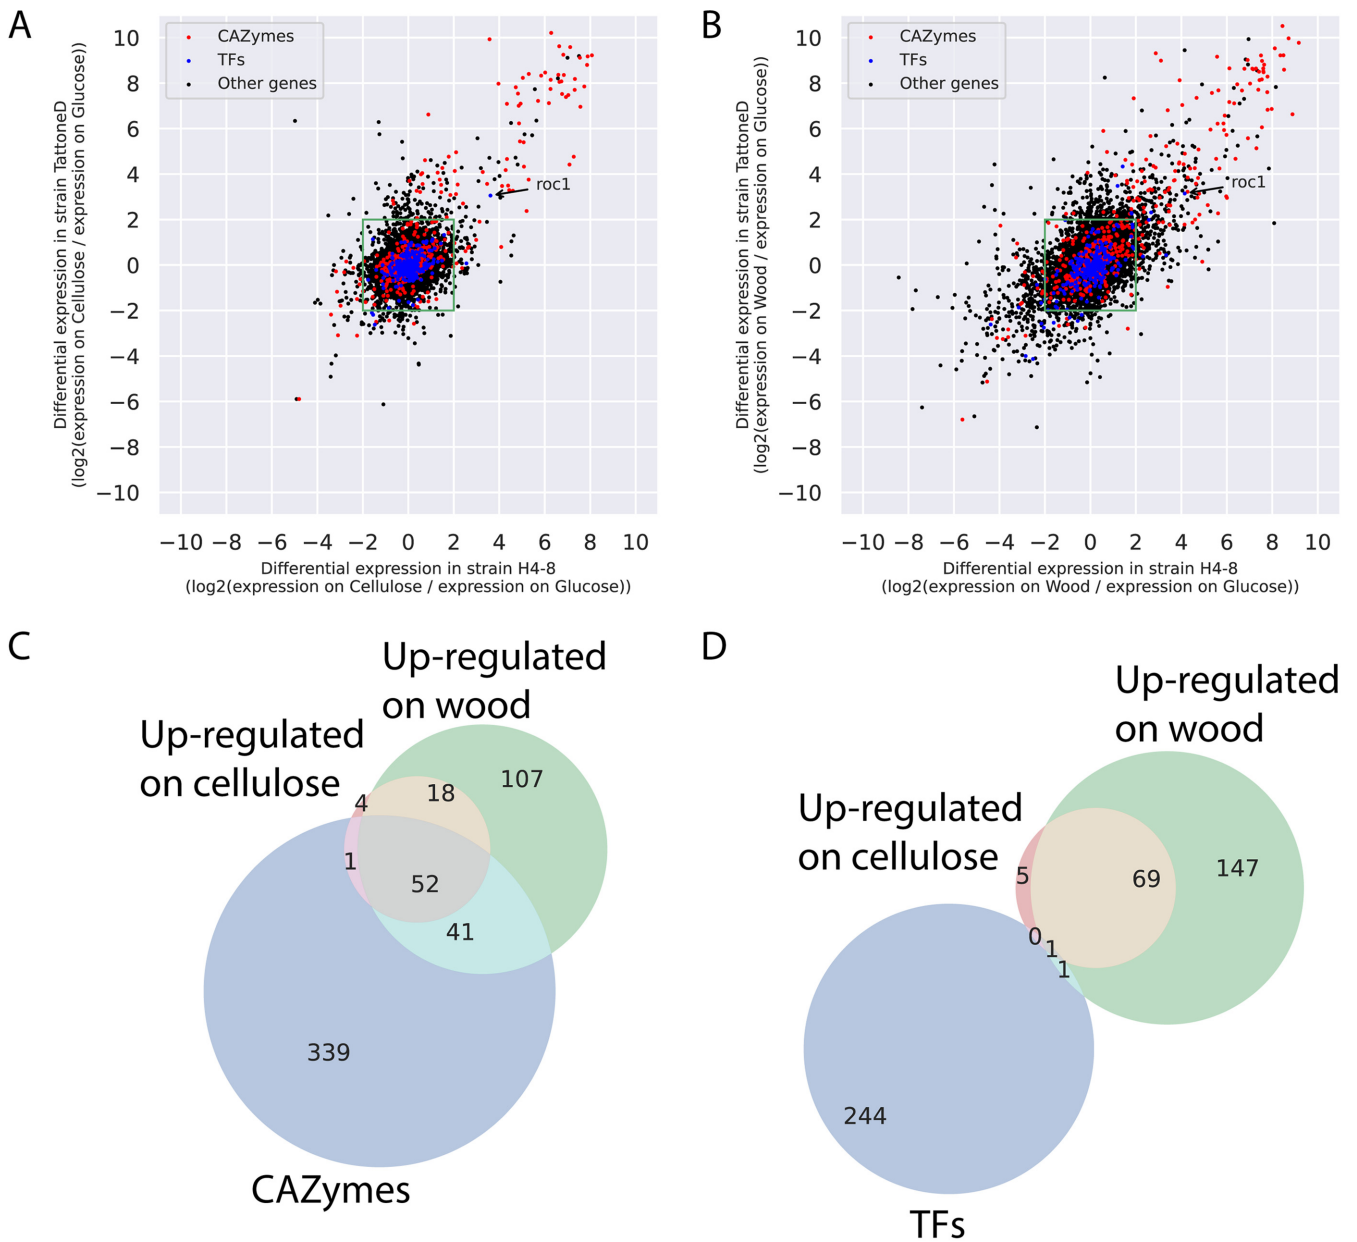 A
Differential expression in strain TattoneD
(log2(expression on Cellulose / expression on Glucose))
10
8
6
4
2
0
−2
−4
−6
−8
−10
CAZymes
TFs
Other genes
roc1
−10 −8 −6 −4 −2 0 2 4 6 8 10
Differential expression in strain H4-8
(log2(expression on Cellulose / expression on Glucose))
B
Differential expression in strain TattoneD
(log2(expression on Wood / expression on Glucose))
10
8
6
4
2
0
−2
−4
−6
−8
−10
CAZymes
TFs
Other genes
roc1
−10 −8 −6 −4 −2 0 2 4 6 8 10
Differential expression in strain H4-8
(log2(expression on Wood / expression on Glucose))
C
Up-regulated
on wood
Up-regulated
on cellulose
107
18
4
1
52
41
339
CAZymes
D
Up-regulated
on wood
Up-regulated
on cellulose
147
69
5
0
1
1
244
TFs